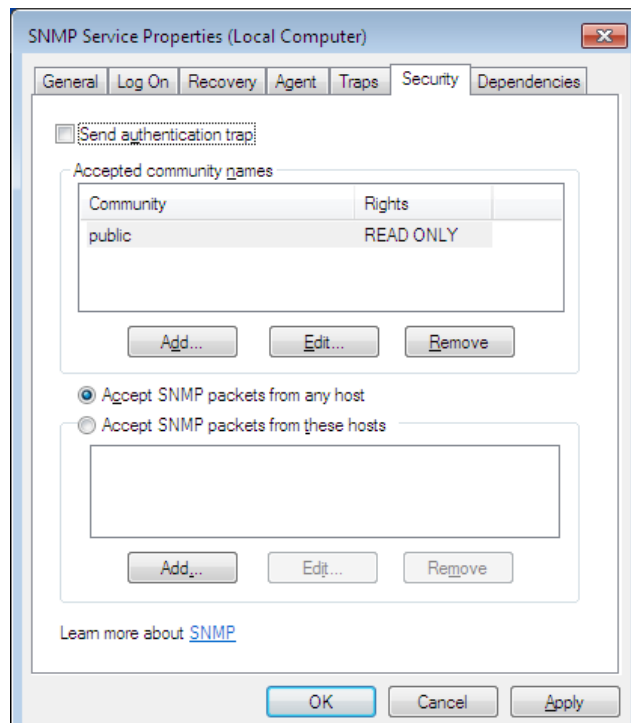 SNMP Service Properties (Local Computer)
General Log On Recovery Agent Traps Security Dependencies
Send authentication trap
Accepted community names
Community Rights
public READ ONLY
Add... Edit... Remove
Accept SNMP packets from any host
Accept SNMP packets from these hosts
Add... Edit... Remove
Learn more about SNMP
OK Cancel Apply